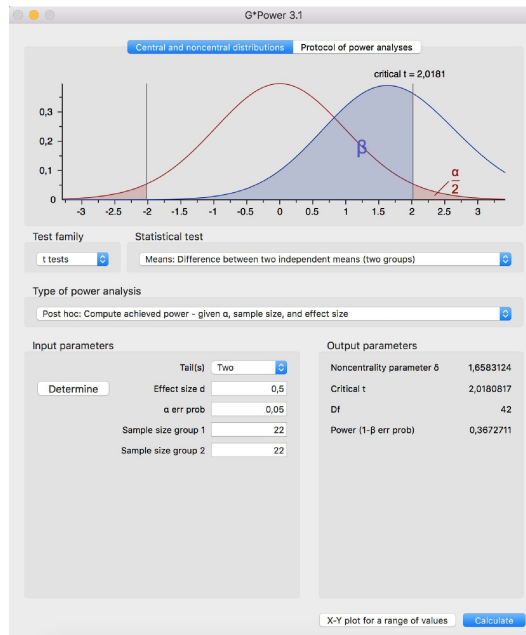 G*Power 3.1
Central and noncentral distributions Protocol of power analyses
critical t = 2,0181
0,3
0,2
β
0,1
α
2
0
-3 -2.5 -2 -1.5 -1 -0.5 0 0.5 1 1.5 2 2.5 3
Test family Statistical test
t tests Means: Difference between two independent means (two groups)
Type of power analysis
Post hoc: Compute achieved power - given α, sample size, and effect size
Input parameters Output parameters
Tail(s) Two Noncentrality parameter δ 1,6583124
Determine Effect size d 0,5 Critical t 2,0180817
α err prob 0,05 Df 42
Sample size group 1 22 Power (1-β err prob) 0,3672711
Sample size group 2 22
X-Y plot for a range of values Calculate